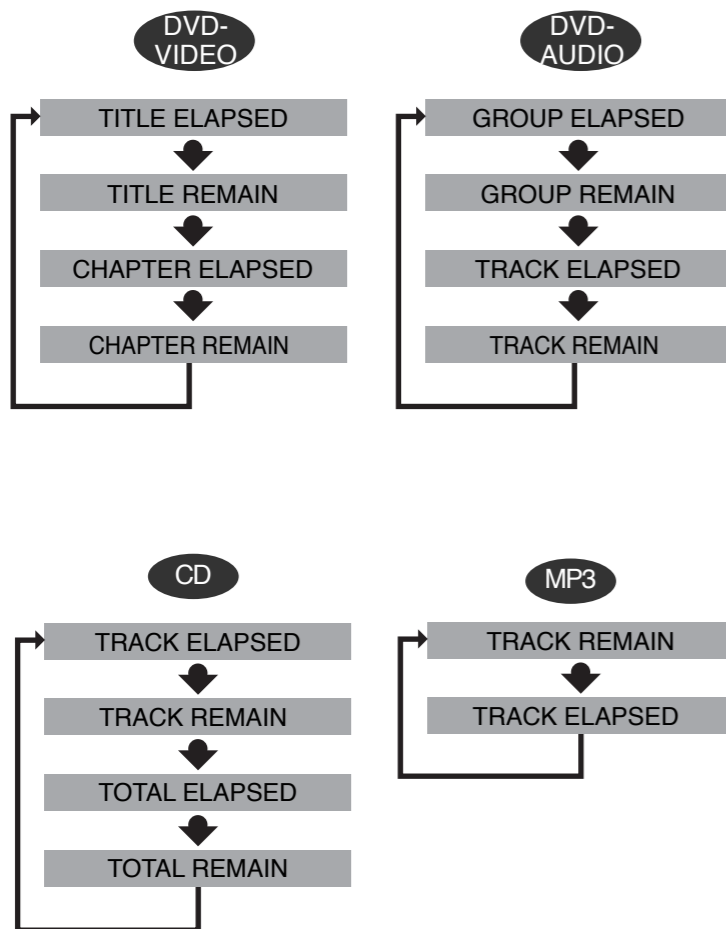 DVD-
VIDEO
TITLE ELAPSED
TITLE REMAIN
CHAPTER ELAPSED
CHAPTER REMAIN
DVD-
AUDIO
GROUP ELAPSED
GROUP REMAIN
TRACK ELAPSED
TRACK REMAIN
CD
TRACK ELAPSED
TRACK REMAIN
TOTAL ELAPSED
TOTAL REMAIN
MP3
TRACK REMAIN
TRACK ELAPSED